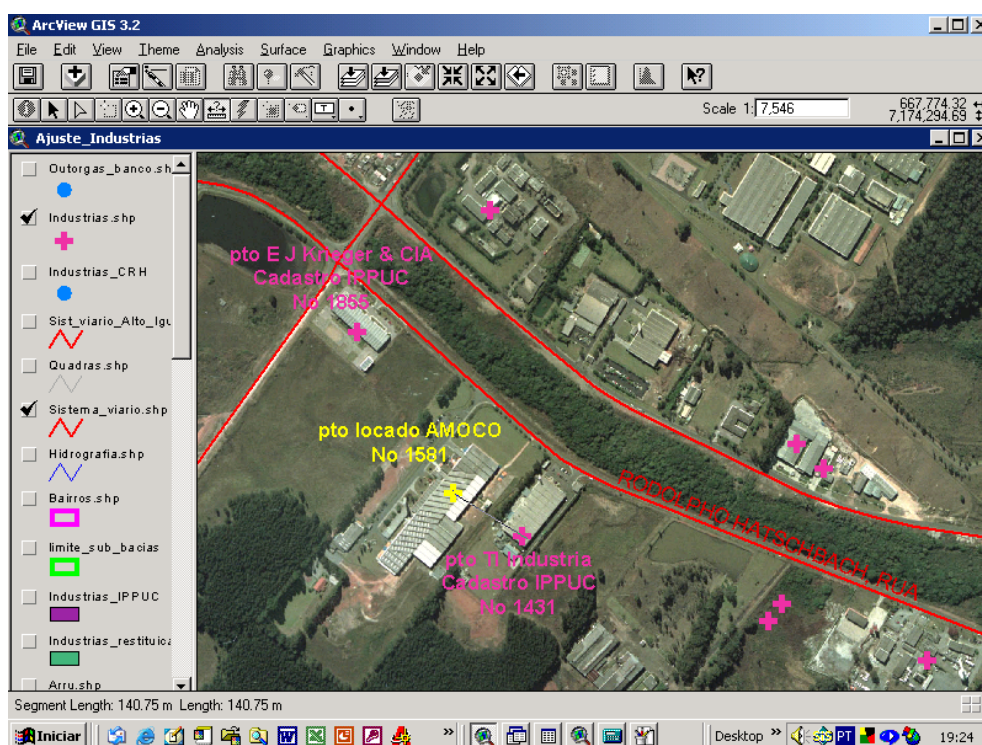 ArcView GIS 3.2
File Edit View Theme Analysis Surface Graphics Window Help
Scale 1: 7,546
667,774.32
7,174,294.69
Ajuste_Industrias
Outorgas_banco.sh
Industrias.shp
Industrias_CRH
Sist_viario_Alto_Igu
Quadras.shp
Sistema_viario.shp
Hidrografia.shp
Bairros.shp
limite_sub_bacias
Industrias_IPPUC
Industrias_restituica
Arru.shp
pto E J Krieger & CIA
Cadastro IPPUC
No 1855
pto locado AMOCO
No 1581
RODOLPHO HATSCHBACH, RUA
pto TI Industria
Cadastro IPPUC
No 1431
Segment Length: 140.75 m Length: 140.75 m
Iniciar
Desktop
PT
19:24